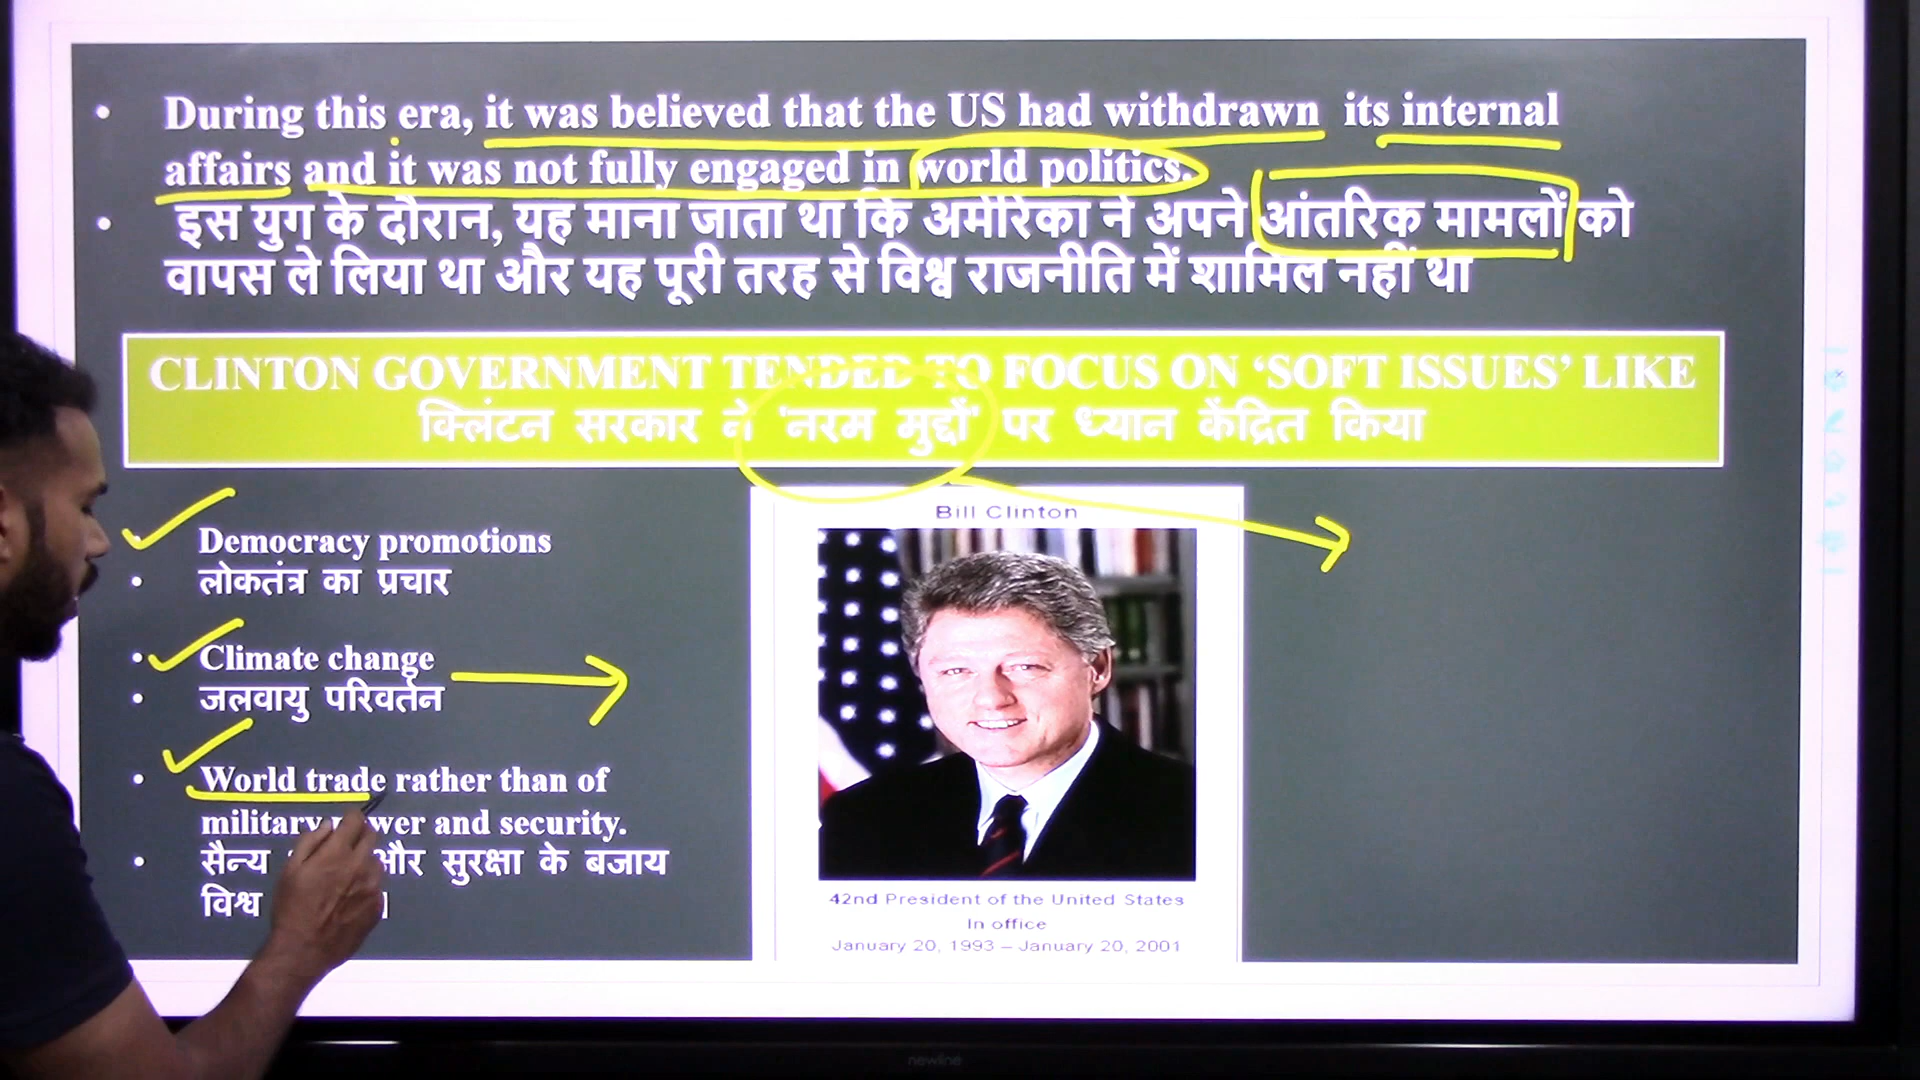 During this era, it was believed that the US had withdrawn its internal
affairs and it was not fully engaged in world politics.
इस युग के दौरान, यह माना जाता था कि अमेरिका ने अपने आंतरिक मामलों को
वापस ले लिया था और यह पूरी तरह से विश्व राजनीति में शामिल नहीं था
CLINTON GOVERNMENT TENDED TO FOCUS ON ‘SOFT ISSUES’ LIKE
क्लिंटन सरकार ने 'नरम मुद्दों' पर ध्यान केंद्रित किया
Democracy promotions
लोकतंत्र का प्रचार
Climate change
जलवायु परिवर्तन
World trade rather than of
military and security.
सैन्य और सुरक्षा के बजाय
विश्व
Bill Clinton
42nd President of the United States
In office
January 20, 1993 – January 20, 2001
newline